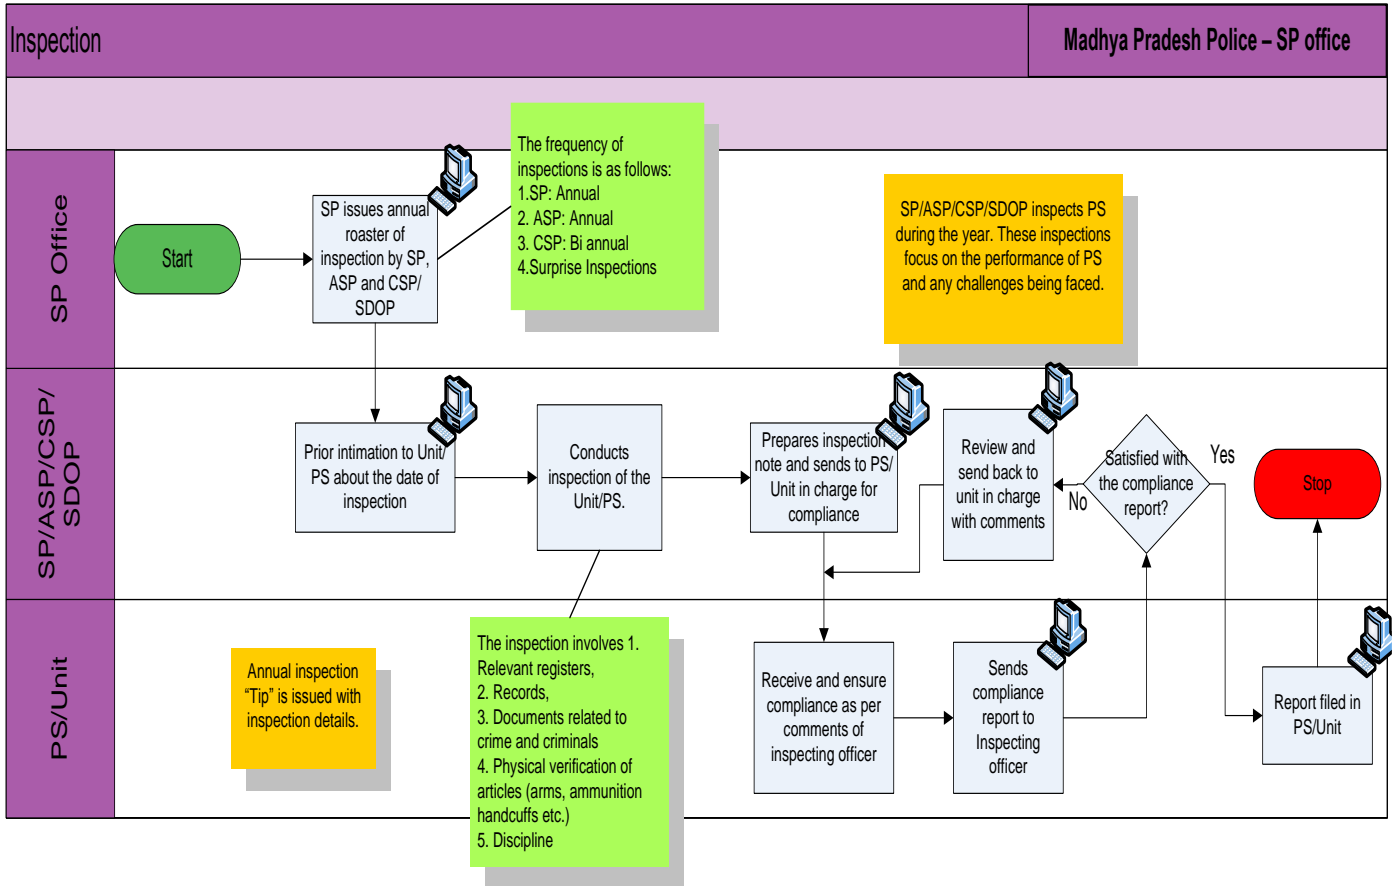 Inspection
Madhya Pradesh Police – SP office
SP Office
Start
SP issues annual
roaster of
inspection by SP,
ASP and CSP/
SDOP
The frequency of
inspections is as follows:
1.SP: Annual
2. ASP: Annual
3. CSP: Bi annual
4.Surprise Inspections
SP/ASP/CSP/SDOP inspects PS
during the year. These inspections
focus on the performance of PS
and any challenges being faced.
SP/ASP/CSP/
SDOP
Prior intimation to Unit/
PS about the date of
inspection
Conducts
inspection of the
Unit/PS.
Prepares inspection
note and sends to PS/
Unit in charge for
compliance
Review and
send back to
unit in charge
with comments
No
Satisfied with
the compliance
report?
Yes
Stop
PS/Unit
Annual inspection
“Tip” is issued with
inspection details.
The inspection involves 1.
Relevant registers,
2. Records,
3. Documents related to
crime and criminals
4. Physical verification of
articles (arms, ammunition
handcuffs etc.)
5. Discipline
Receive and ensure
compliance as per
comments of
inspecting officer
Sends
compliance
report to
Inspecting
officer
Report filed in
PS/Unit